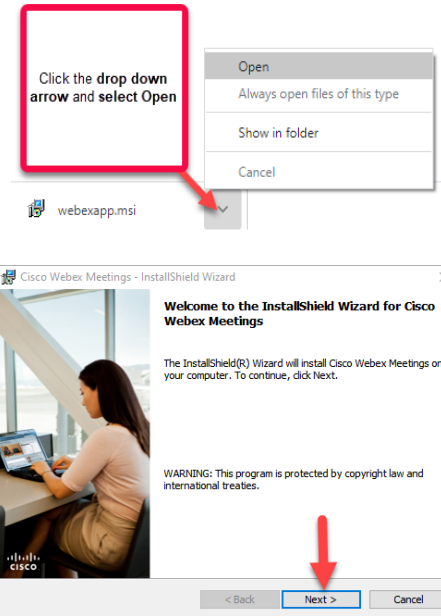 Click the drop down
arrow and select Open
Open
Always open files of this type
Show in folder
Cancel
webexapp.msi
Cisco Webex Meetings - InstallShield Wizard
Welcome to the InstallShield Wizard for Cisco
Webex Meetings
The InstallShield(R) Wizard will install Cisco Webex Meetings on
your computer. To continue, click Next.
WARNING: This program is protected by copyright law and
international treaties.
CISCO
< Back
Next >
Cancel